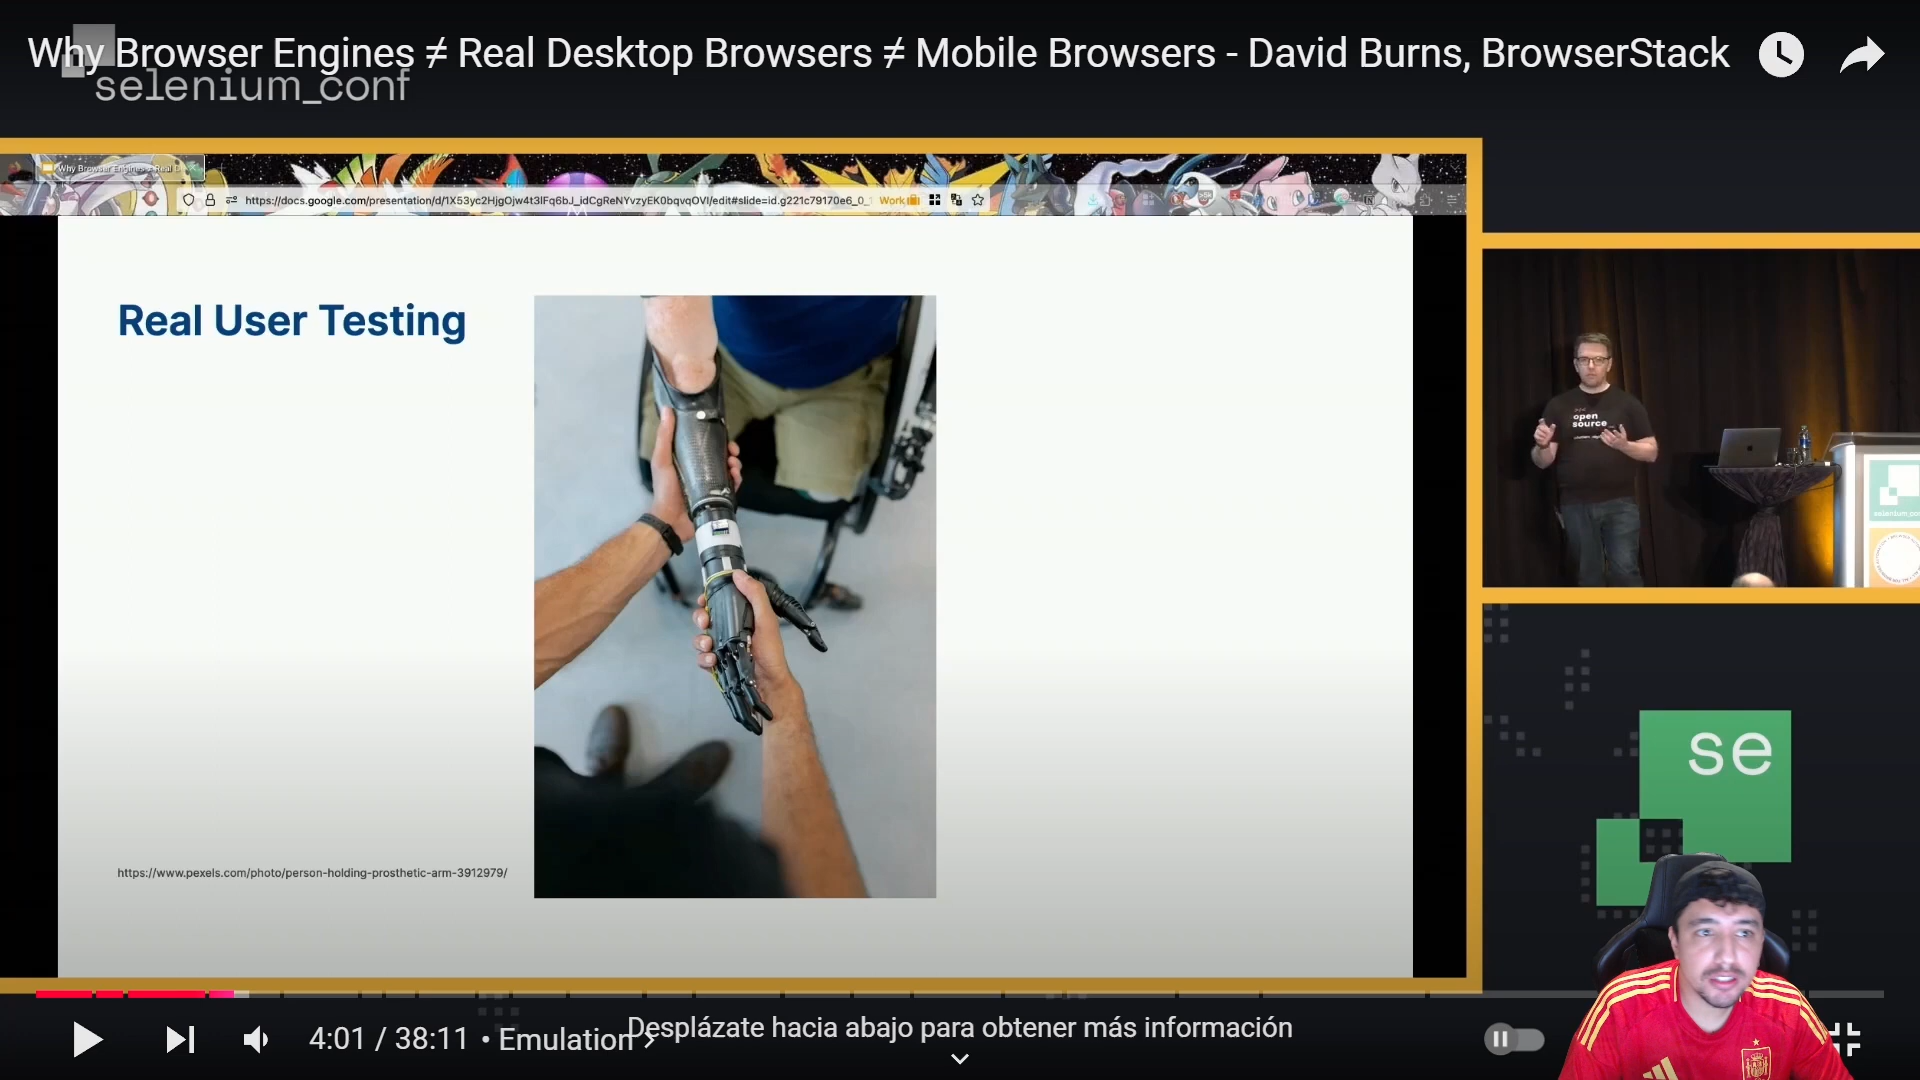 Why Browser Engines ≠ Real Desktop Browsers ≠ Mobile Browsers - David Burns, BrowserStack
selenium_conf
Why Browser Engines ≠ Real
https://docs.google.com/presentation/d/1X53yc2HjgOjw4t3lFq6bJ_idCgReNYvzyEK0bqvqOVI/edit#slide=id.g221c79170e6_0_1
Work
Real User Testing
open
source
se
https://www.pexels.com/photo/person-holding-prosthetic-arm-3912979/
4:01 / 38:11 • Emulation >
Desplázate hacia abajo para obtener más información